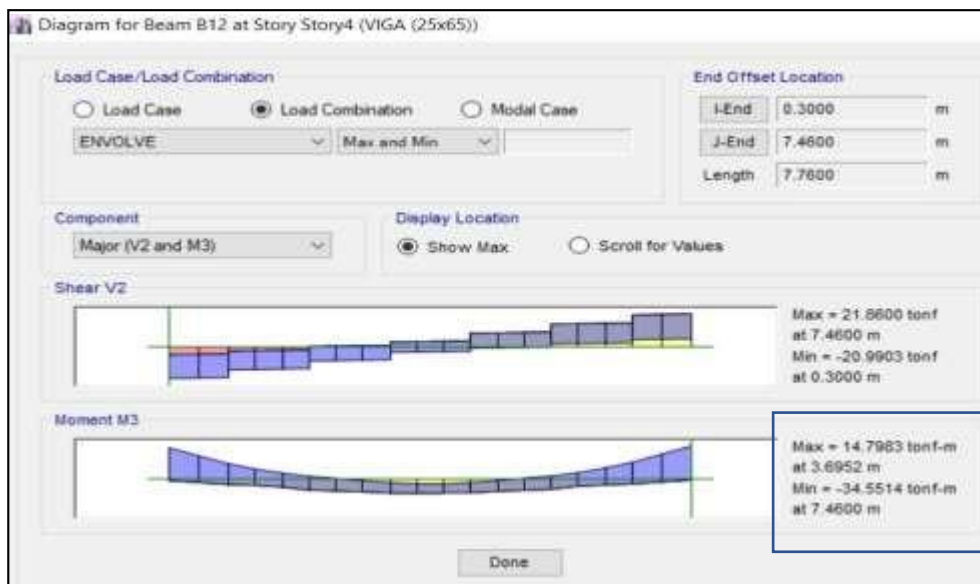 Diagram for Beam B12 at Story Story4 (VIGA (25x65))
Load Case/Load Combination
Load Case
Load Combination
Modal Case
ENVOLVE
Max and Min
End Offset Location
I-End
0.3000
m
J-End
7.4600
m
Length
7.7600
m
Component
Major (V2 and M3)
Display Location
Show Max
Scroll for Values
Shear V2
Max = 21.8600 tonf
at 7.4600 m
Min = -20.9903 tonf
at 0.3000 m
Moment M3
Max = 14.7983 tonf-m
at 3.6952 m
Min = -34.5514 tonf-m
at 7.4600 m
Done